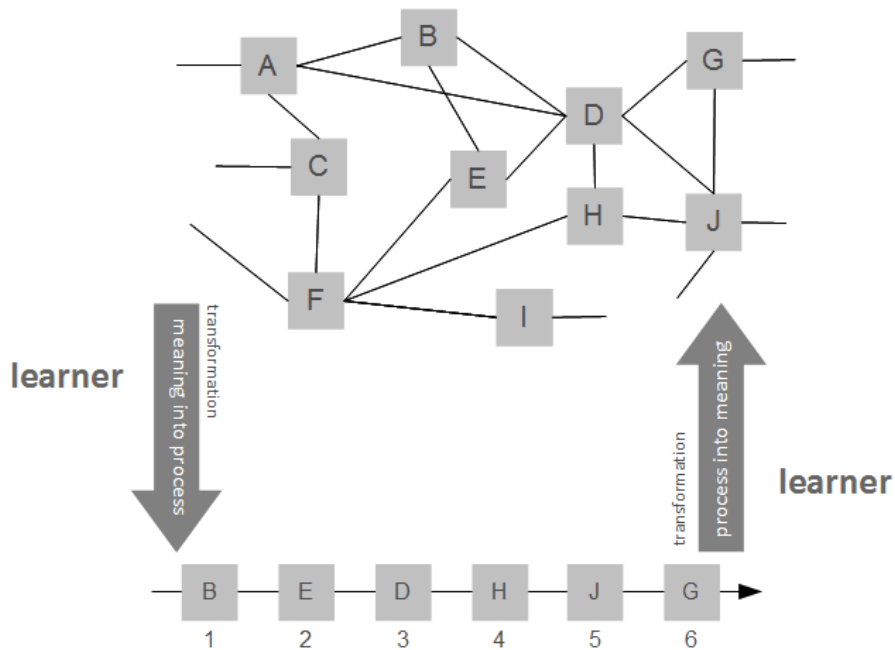 A
B
G
D
C
E
H
J
F
I
learner
meaning into process
transformation
transformation
process into meaning
learner
B E D H J G
1 2 3 4 5 6